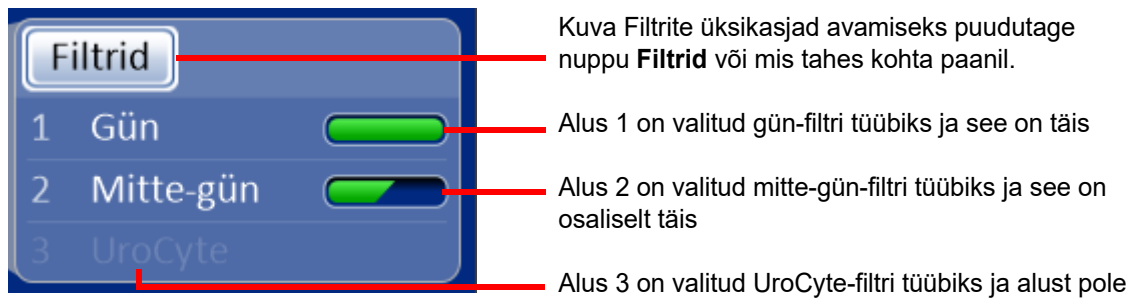 Filtrid
1 Gün
2 Mitte-gün
3 UroCyte
Kuva Filtrite üksikasjad avamiseks puudutage
nuppu Filtrid või mis tahes kohta paanil.
Alus 1 on valitud gün-filtri tüübiks ja see on täis
Alus 2 on valitud mitte-gün-filtri tüübiks ja see on
osaliselt täis
Alus 3 on valitud UroCyte-filtri tüübiks ja alust pole